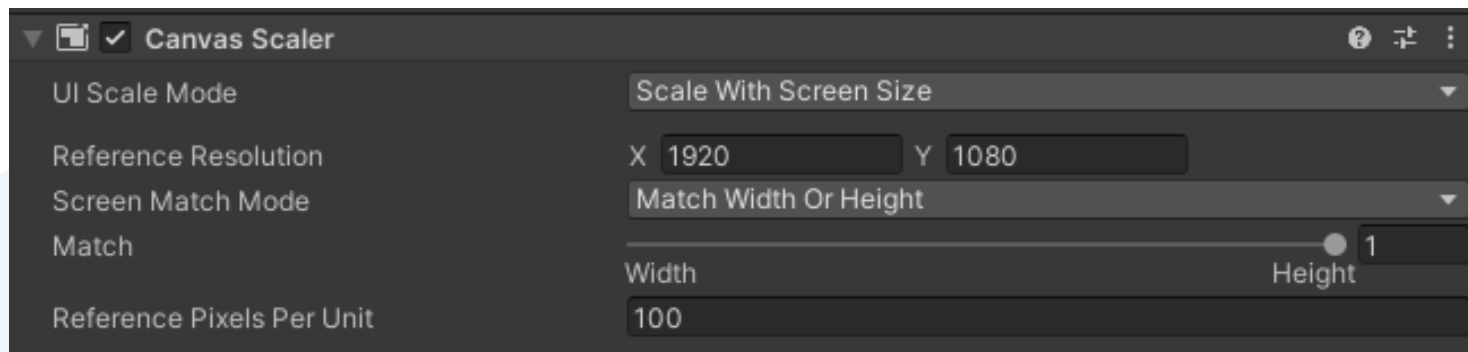 Canvas Scaler
UI Scale Mode Scale With Screen Size
Reference Resolution X 1920 Y 1080
Screen Match Mode Match Width Or Height
Match 1
Width Height
Reference Pixels Per Unit 100